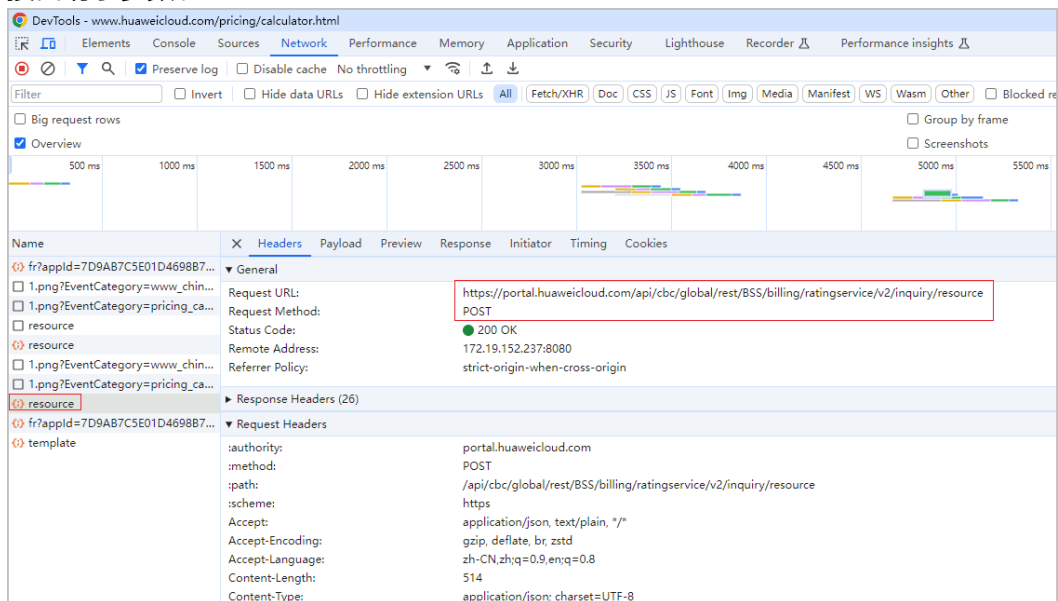 DevTools - www.huaweicloud.com/pricing/calculator.html
Elements Console Sources Network Performance Memory Application Security Lighthouse Recorder Performance insights
Preserve log Disable cache No throttling
Filter Invert Hide data URLs Hide extension URLs All Fetch/XHR Doc CSS JS Font Img Media Manifest WS Wasm Other Blocked re
Big request rows Group by frame
Overview Screenshots
500 ms 1000 ms 1500 ms 2000 ms 2500 ms 3000 ms 3500 ms 4000 ms 4500 ms 5000 ms 5500 ms
Name Headers Payload Preview Response Initiator Timing Cookies
fr?appId=7D9AB7C5E01D4698B7... General
1.png?EventCategory=www_chin... Request URL: https://portal.huaweicloud.com/api/cbc/global/rest/BSS/billing/ratingservice/v2/inquiry/resource
1.png?EventCategory=pricing_ca... Request Method: POST
resource Status Code: 200 OK
resource Remote Address: 172.19.152.237:8080
1.png?EventCategory=www_chin... Referrer Policy: strict-origin-when-cross-origin
1.png?EventCategory=pricing_ca...
resource Response Headers (26)
fr?appId=7D9AB7C5E01D4698B7... Request Headers
template :authority: portal.huaweicloud.com
:method: POST
:path: /api/cbc/global/rest/BSS/billing/ratingservice/v2/inquiry/resource
:scheme: https
Accept: application/json, text/plain, */*
Accept-Encoding: gzip, deflate, br, zstd
Accept-Language: zh-CN,zh;q=0.9,en;q=0.8
Content-Length: 514
Content-Type: application/json; charset=UTF-8